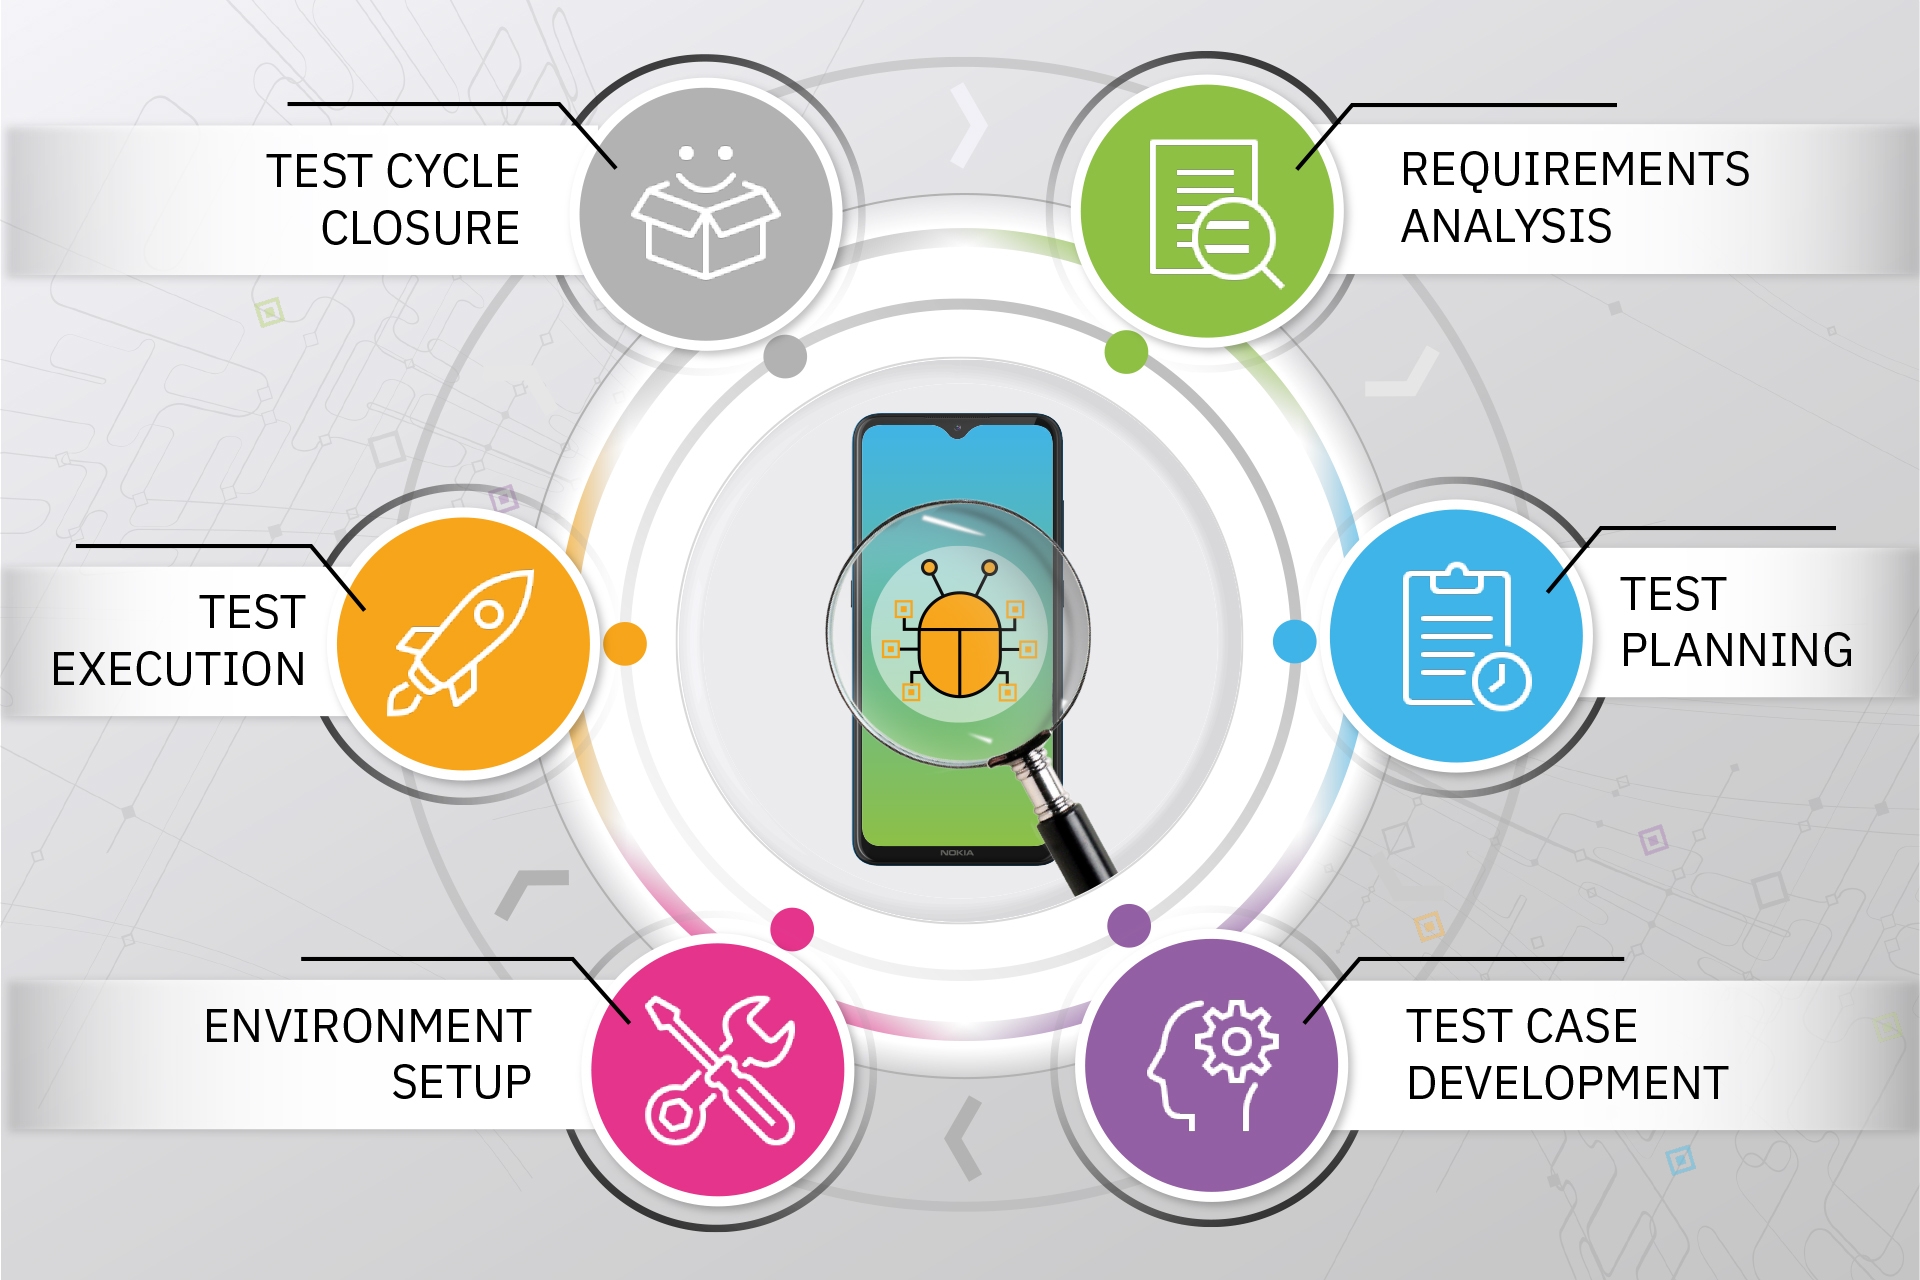 TEST CYCLE
CLOSURE
REQUIREMENTS
ANALYSIS
TEST
EXECUTION
TEST
PLANNING
NOKIA
ENVIRONMENT
SETUP
TEST CASE
DEVELOPMENT